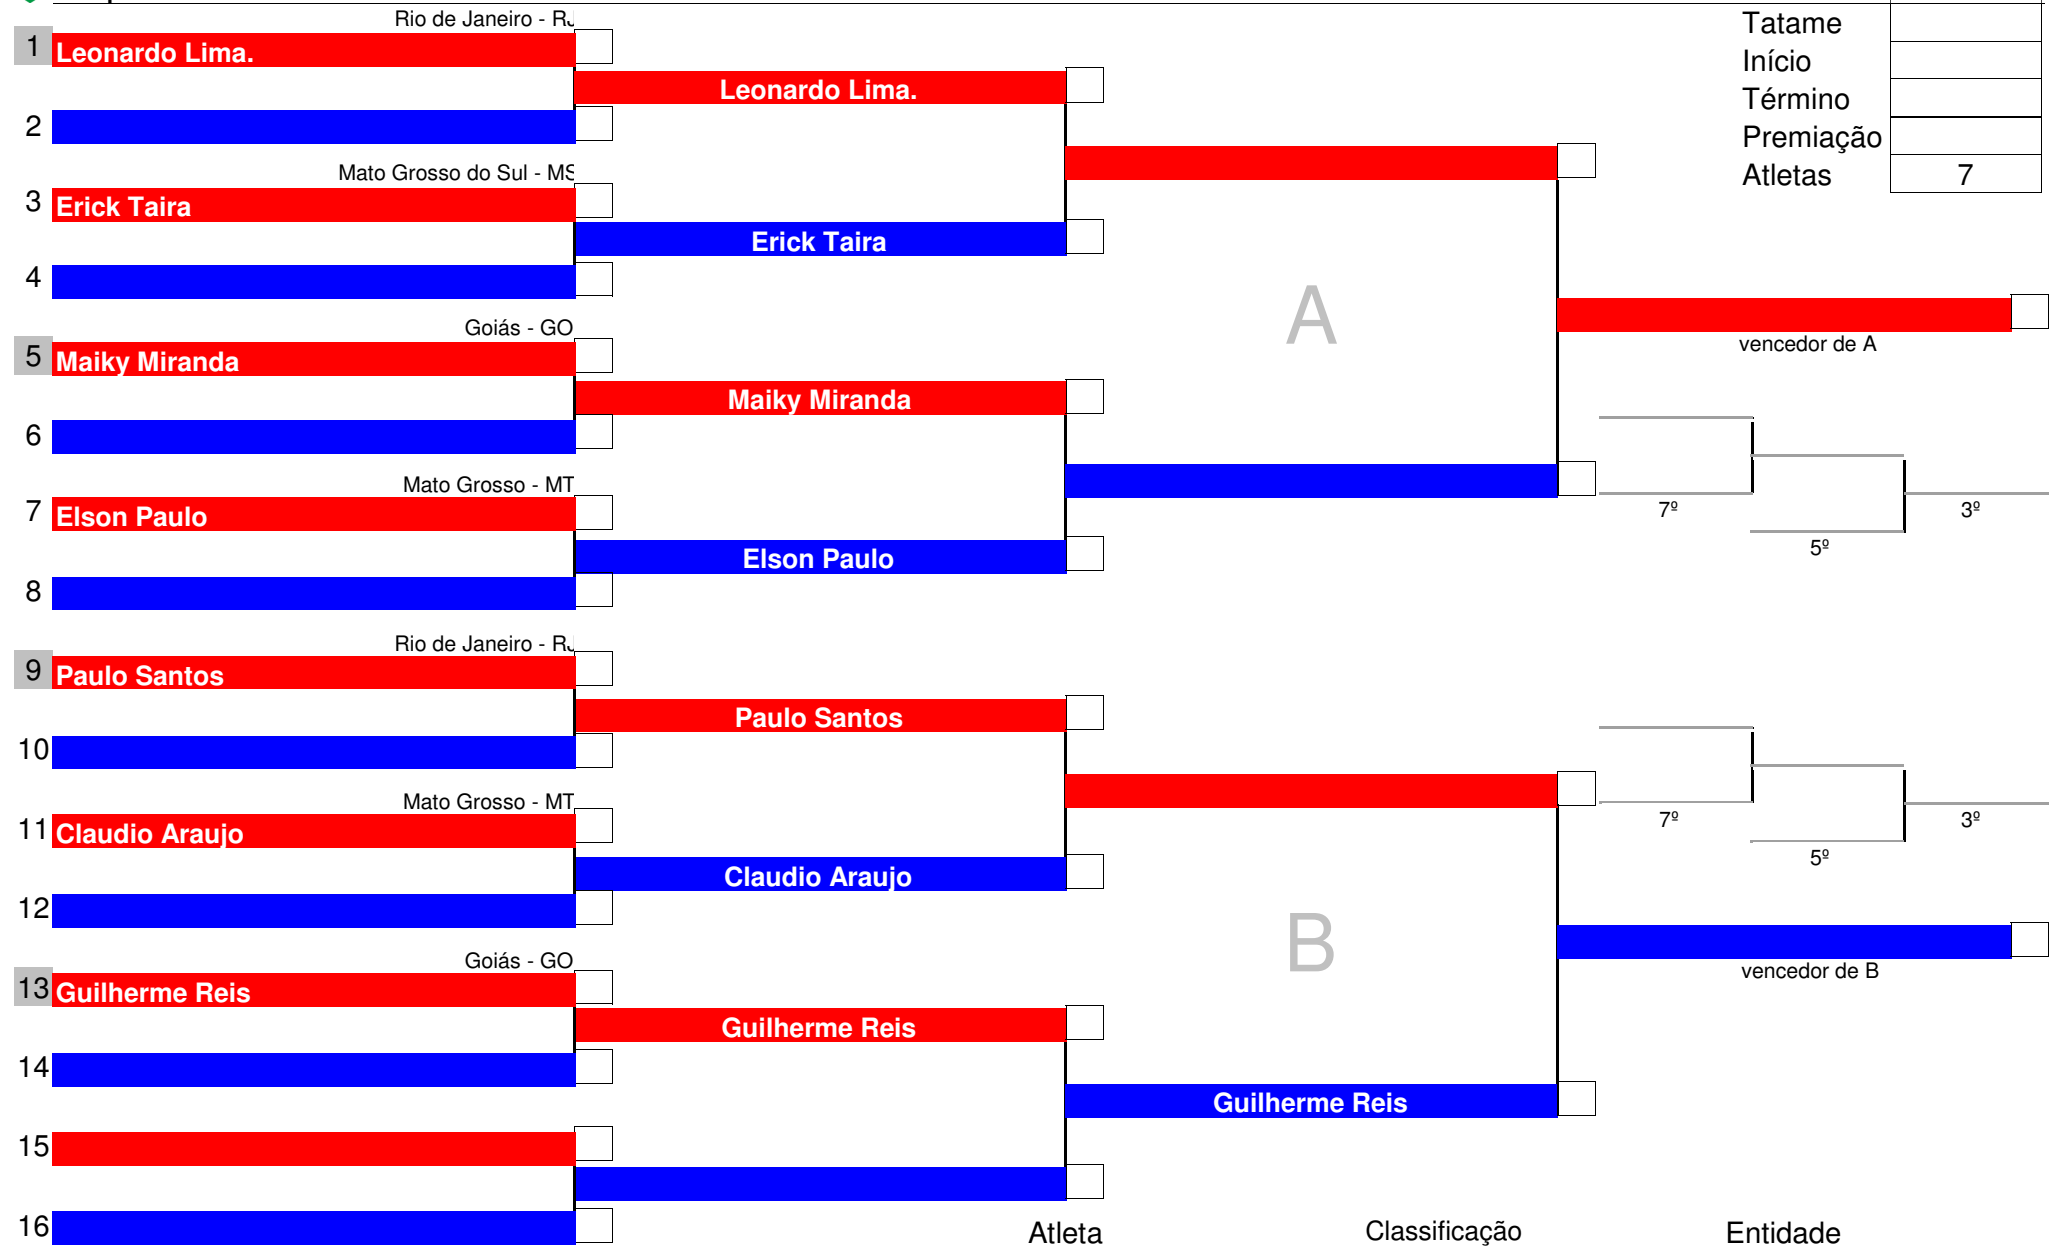 Rio de Janeiro - RJ
Tatame
1 Leonardo Lima.
Início
Leonardo Lima.
Término
2
Premiação
Mato Grosso do Sul - MS
Atletas 7
3 Erick Taira
Erick Taira
4
A
Goiás - GO
vencedor de A
5 Maiky Miranda
Maiky Miranda
6
Mato Grosso - MT
7 Elson Paulo
7º 3º
5º
Elson Paulo
8
Rio de Janeiro - RJ
9 Paulo Santos
Paulo Santos
10
Mato Grosso - MT
7º 3º
11 Claudio Araujo
5º
Claudio Araujo
12
B
Goiás - GO
vencedor de B
13 Guilherme Reis
Guilherme Reis
14
Guilherme Reis
15
16
Atleta Classificação Entidade